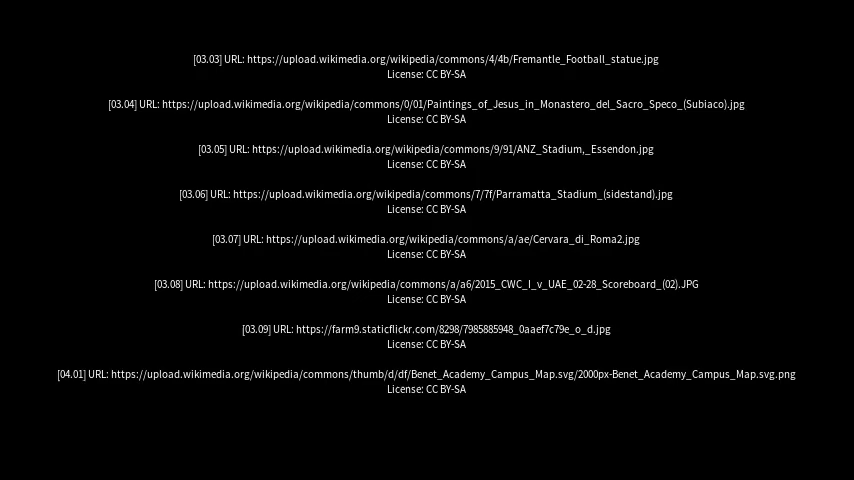 [03.03] URL: https://upload.wikimedia.org/wikipedia/commons/4/4b/Fremantle_Football_statue.jpg
License: CC BY-SA
[03.04] URL: https://upload.wikimedia.org/wikipedia/commons/0/01/Paintings_of_Jesus_in_Monastero_del_Sacro_Speco_(Subiaco).jpg
License: CC BY-SA
[03.05] URL: https://upload.wikimedia.org/wikipedia/commons/9/91/ANZ_Stadium,_Essendon.jpg
License: CC BY-SA
[03.06] URL: https://upload.wikimedia.org/wikipedia/commons/7/7f/Parramatta_Stadium_(sidestand).jpg
License: CC BY-SA
[03.07] URL: https://upload.wikimedia.org/wikipedia/commons/a/ae/Cervara_di_Roma2.jpg
License: CC BY-SA
[03.08] URL: https://upload.wikimedia.org/wikipedia/commons/a/a6/2015_CWC_I_v_UAE_02-28_Scoreboard_(02).JPG
License: CC BY-SA
[03.09] URL: https://farm9.staticflickr.com/8298/7985885948_0aaef7c79e_o_d.jpg
License: CC BY-SA
[04.01] URL: https://upload.wikimedia.org/wikipedia/commons/thumb/d/df/Benet_Academy_Campus_Map.svg/2000px-Benet_Academy_Campus_Map.svg.png
License: CC BY-SA